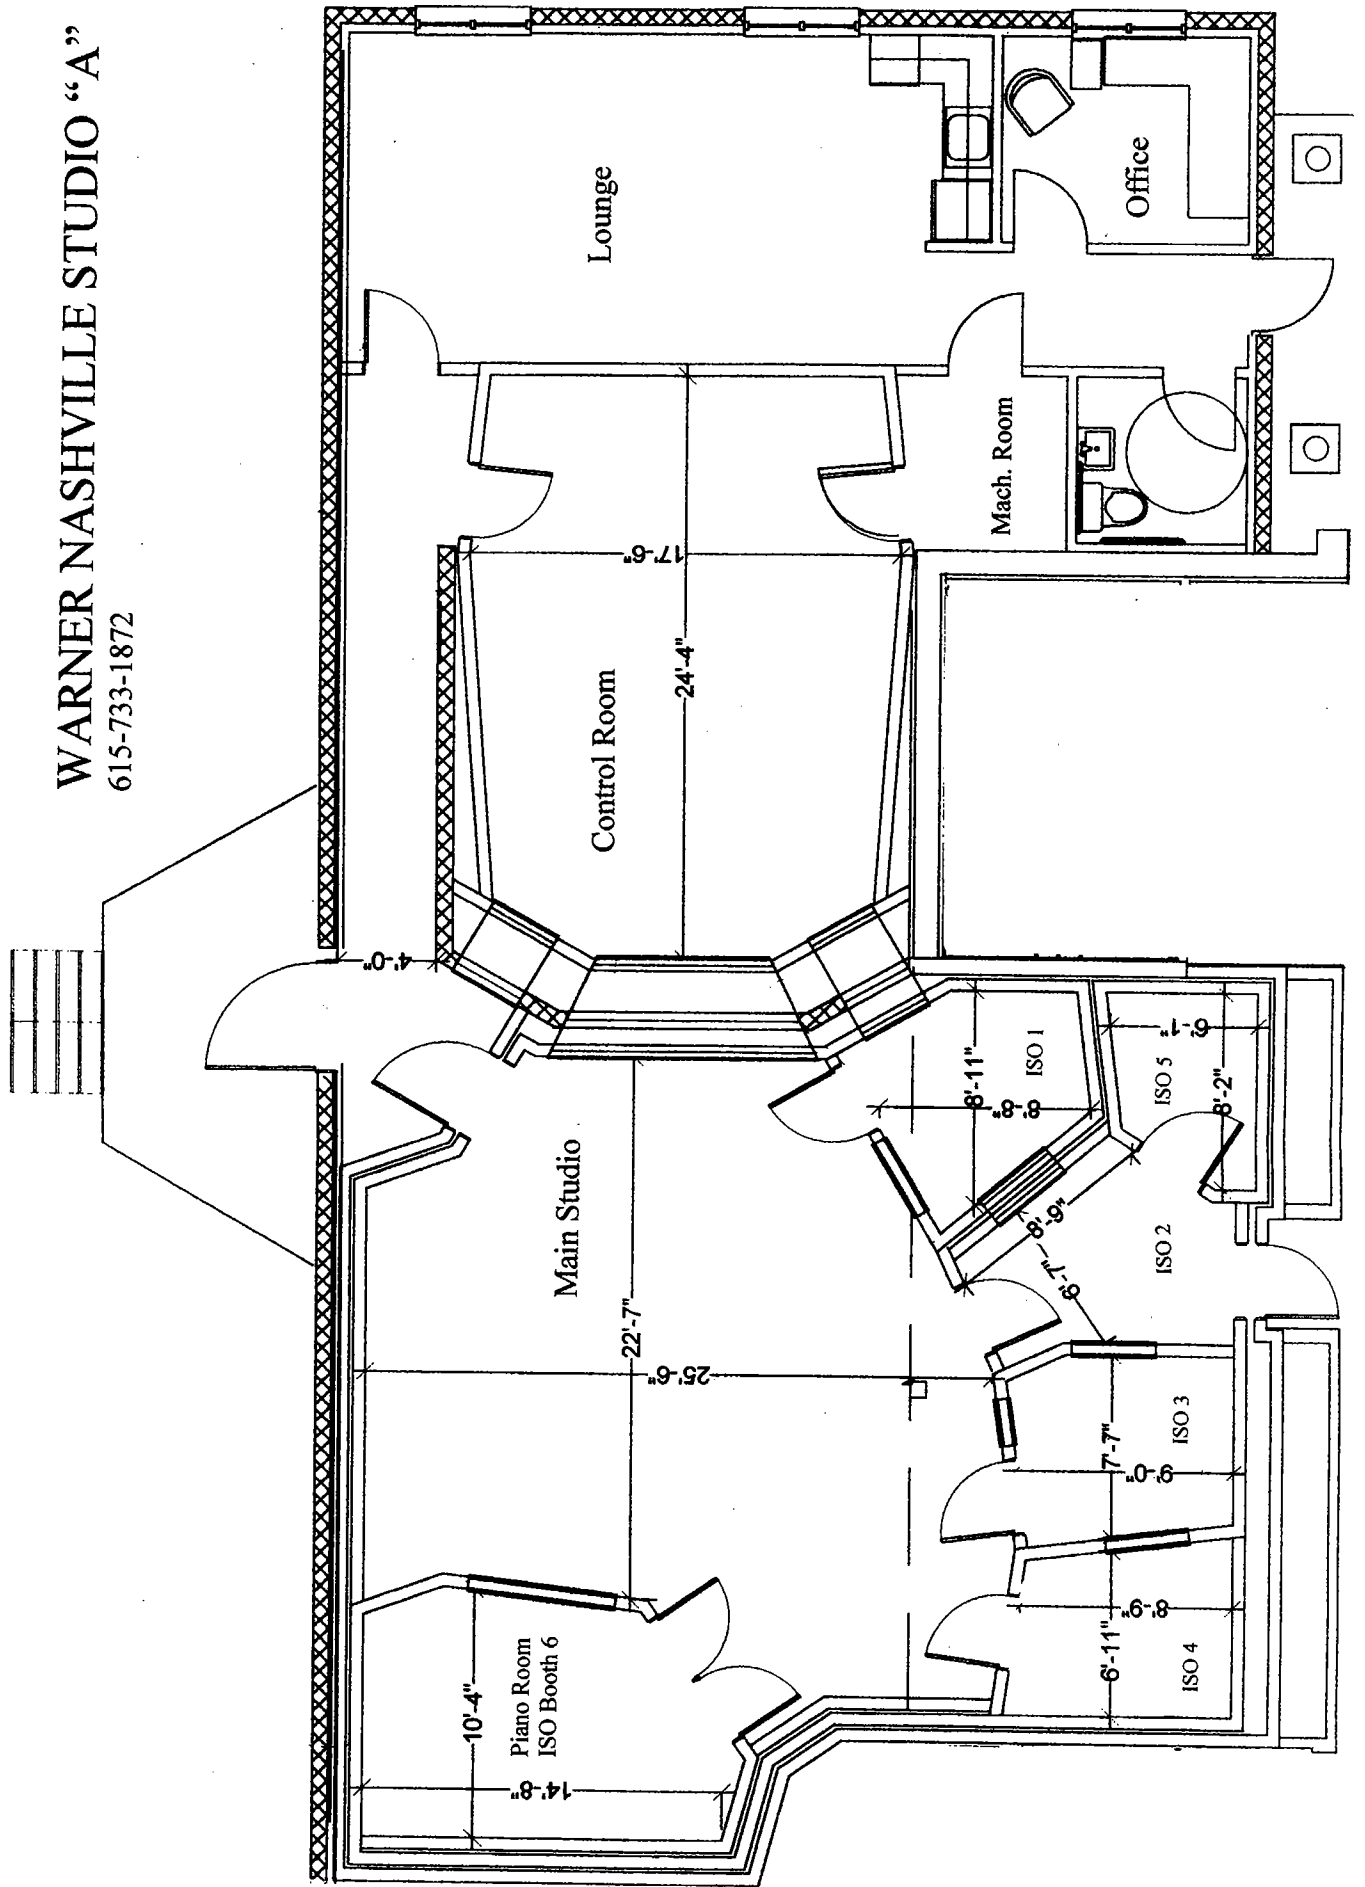 WARNER NASHVILLE STUDIO “A”
615-733-1872
Lounge
Office
Mach. Room
Control Room
17'-6"
24'-4"
4'-0"
Main Studio
22'-7"
25'-6"
ISO 1
8'-11"
8'-8"
ISO 5
6'-1"
8'-2"
ISO 2
8'-9"
6'-7"
ISO 3
7'-7"
9'-0"
ISO 4
8'-9"
6'-11"
Piano Room
ISO Booth 6
10'-4"
14'-8"